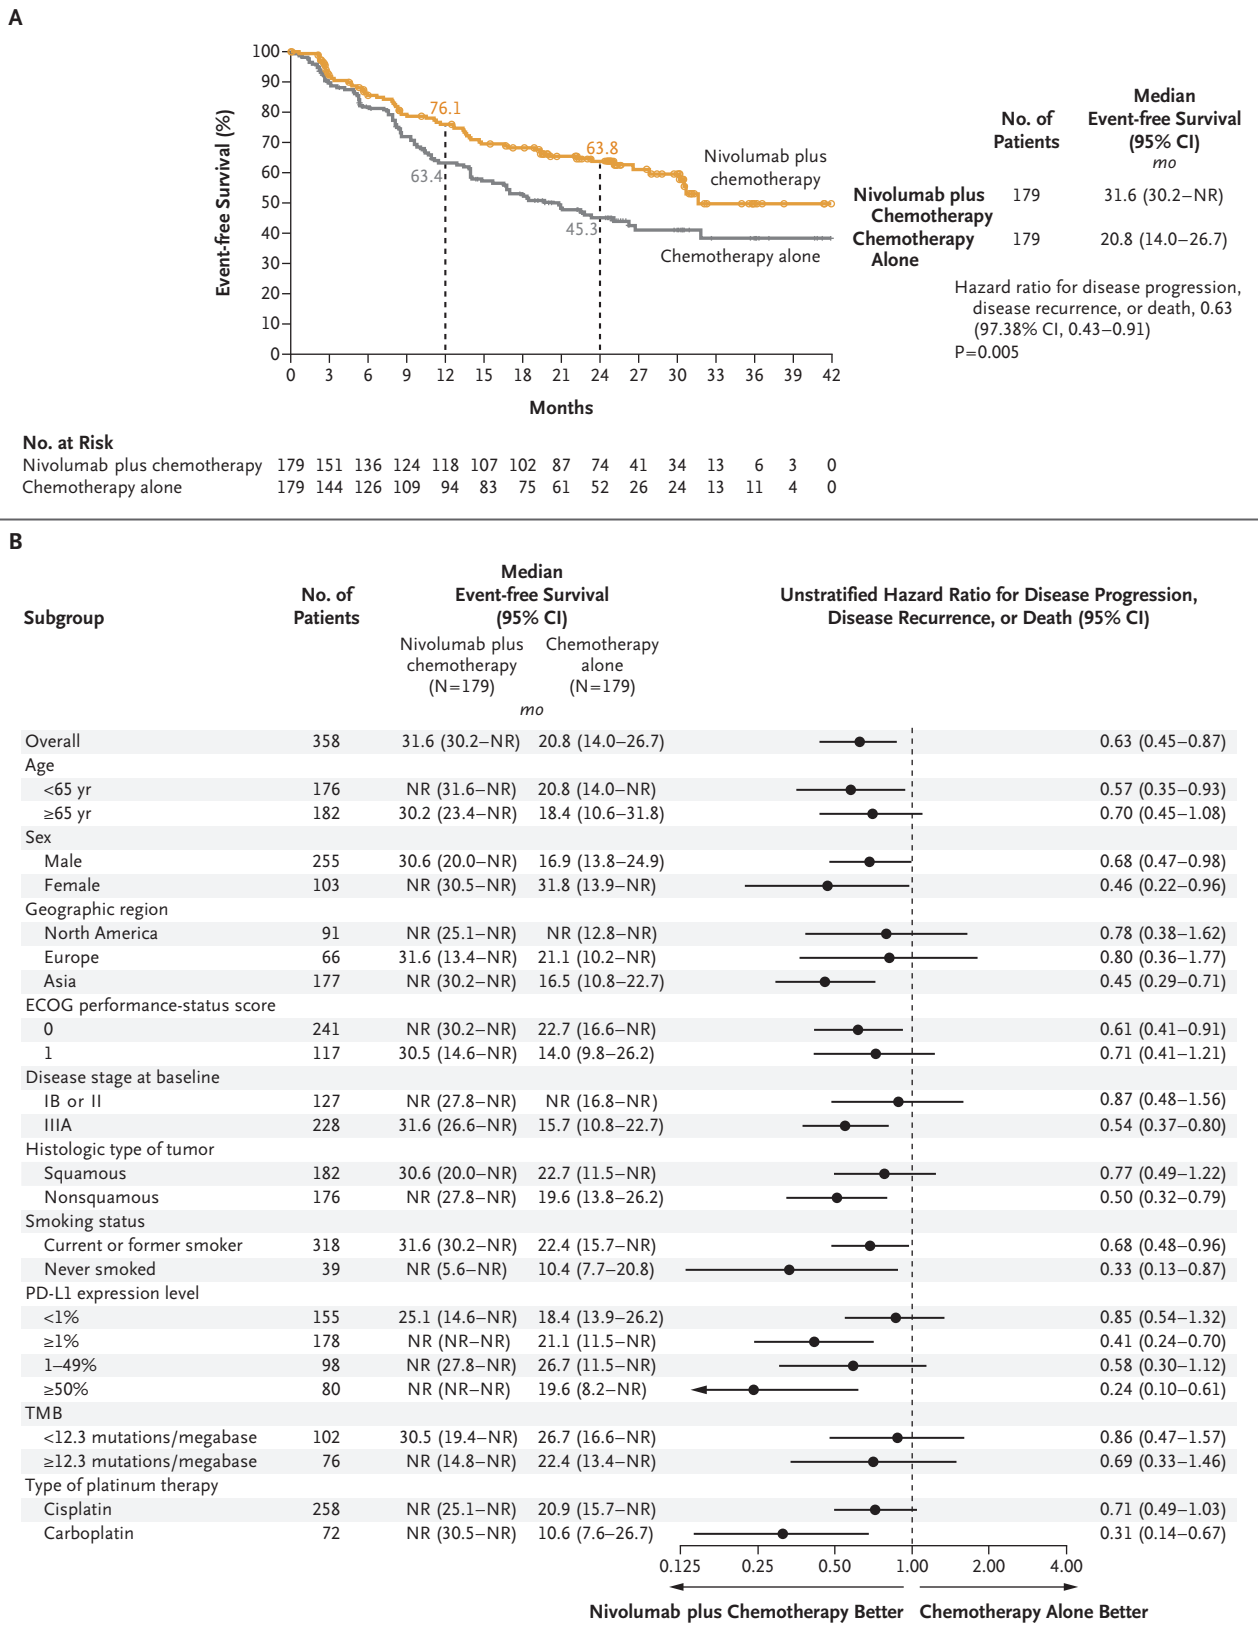 A
100
90
80
70
60
50
40
30
20
10
0
Event-free Survival (%)
76.1
63.4
63.8
45.3
Nivolumab plus
chemotherapy
Chemotherapy alone
0 3 6 9 12 15 18 21 24 27 30 33 36 39 42
Months
No. of
Patients
Median
Event-free Survival
(95% CI)
mo
Nivolumab plus
Chemotherapy
179 31.6 (30.2–NR)
Chemotherapy
Alone
179 20.8 (14.0–26.7)
Hazard ratio for disease progression,
disease recurrence, or death, 0.63
(97.38% CI, 0.43–0.91)
P=0.005
No. at Risk
Nivolumab plus chemotherapy 179 151 136 124 118 107 102 87 74 41 34 13 6 3 0
Chemotherapy alone 179 144 126 109 94 83 75 61 52 26 24 13 11 4 0
B
Subgroup
No. of
Patients
Median
Event-free Survival
(95% CI)
Unstratified Hazard Ratio for Disease Progression,
Disease Recurrence, or Death (95% CI)
Nivolumab plus
chemotherapy
(N=179)
Chemotherapy
alone
(N=179)
mo
Overall 358 31.6 (30.2–NR) 20.8 (14.0–26.7) 0.63 (0.45–0.87)
Age
<65 yr 176 NR (31.6–NR) 20.8 (14.0–NR) 0.57 (0.35–0.93)
≥65 yr 182 30.2 (23.4–NR) 18.4 (10.6–31.8) 0.70 (0.45–1.08)
Sex
Male 255 30.6 (20.0–NR) 16.9 (13.8–24.9) 0.68 (0.47–0.98)
Female 103 NR (30.5–NR) 31.8 (13.9–NR) 0.46 (0.22–0.96)
Geographic region
North America 91 NR (25.1–NR) NR (12.8–NR) 0.78 (0.38–1.62)
Europe 66 31.6 (13.4–NR) 21.1 (10.2–NR) 0.80 (0.36–1.77)
Asia 177 NR (30.2–NR) 16.5 (10.8–22.7) 0.45 (0.29–0.71)
ECOG performance-status score
0 241 NR (30.2–NR) 22.7 (16.6–NR) 0.61 (0.41–0.91)
1 117 30.5 (14.6–NR) 14.0 (9.8–26.2) 0.71 (0.41–1.21)
Disease stage at baseline
IB or II 127 NR (27.8–NR) NR (16.8–NR) 0.87 (0.48–1.56)
IIIA 228 31.6 (26.6–NR) 15.7 (10.8–22.7) 0.54 (0.37–0.80)
Histologic type of tumor
Squamous 182 30.6 (20.0–NR) 22.7 (11.5–NR) 0.77 (0.49–1.22)
Nonsquamous 176 NR (27.8–NR) 19.6 (13.8–26.2) 0.50 (0.32–0.79)
Smoking status
Current or former smoker 318 31.6 (30.2–NR) 22.4 (15.7–NR) 0.68 (0.48–0.96)
Never smoked 39 NR (5.6–NR) 10.4 (7.7–20.8) 0.33 (0.13–0.87)
PD-L1 expression level
<1% 155 25.1 (14.6–NR) 18.4 (13.9–26.2) 0.85 (0.54–1.32)
≥1% 178 NR (NR–NR) 21.1 (11.5–NR) 0.41 (0.24–0.70)
1–49% 98 NR (27.8–NR) 26.7 (11.5–NR) 0.58 (0.30–1.12)
≥50% 80 NR (NR–NR) 19.6 (8.2–NR) 0.24 (0.10–0.61)
TMB
<12.3 mutations/megabase 102 30.5 (19.4–NR) 26.7 (16.6–NR) 0.86 (0.47–1.57)
≥12.3 mutations/megabase 76 NR (14.8–NR) 22.4 (13.4–NR) 0.69 (0.33–1.46)
Type of platinum therapy
Cisplatin 258 NR (25.1–NR) 20.9 (15.7–NR) 0.71 (0.49–1.03)
Carboplatin 72 NR (30.5–NR) 10.6 (7.6–26.7) 0.31 (0.14–0.67)
0.125 0.25 0.50 1.00 2.00 4.00
Nivolumab plus Chemotherapy Better Chemotherapy Alone Better